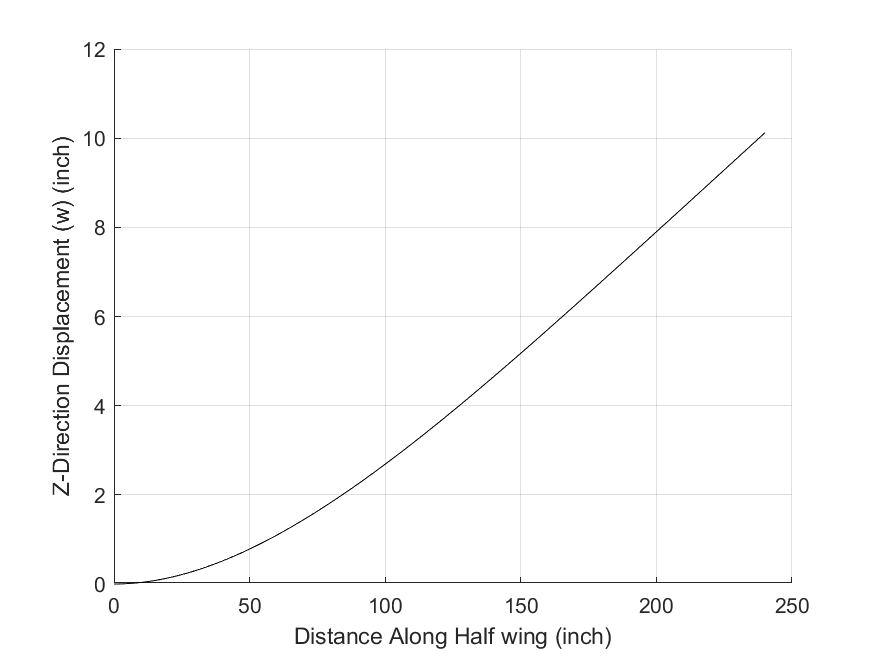 12
10
8
6
4
2
0
Z-Direction Displacement (w) (inch)
0 50 100 150 200 250
Distance Along Half wing (inch)